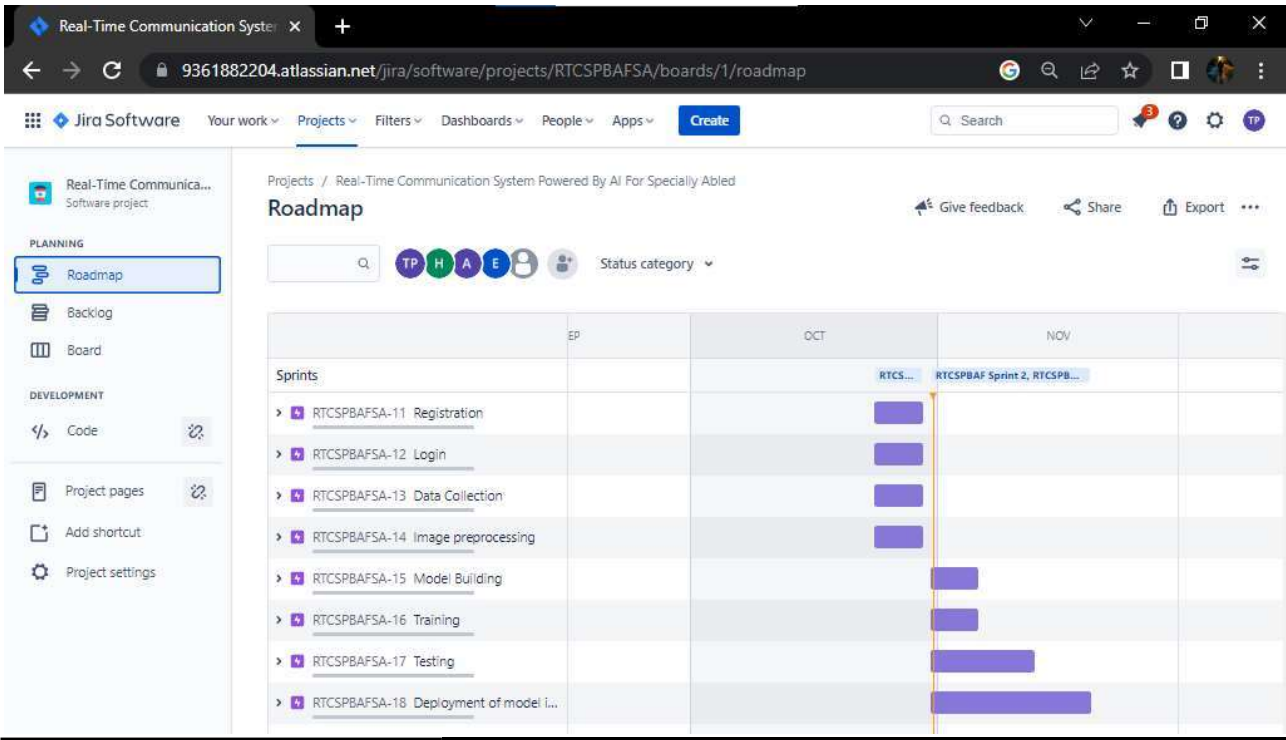 Real-Time Communication Syste
9361882204.atlassian.net/jira/software/projects/RTCSPBAFSA/boards/1/roadmap
G
Jira Software Your work Projects Filters Dashboards People Apps Create Search 3 TP
Real-Time Communica...
Software project
PLANNING
Roadmap
Backlog
Board
DEVELOPMENT
Code
Project pages
Add shortcut
Project settings
Projects / Real-Time Communication System Powered By AI For Specially Abled
Roadmap
Give feedback Share Export
TP H A E Status category
EP OCT NOV
Sprints RTCS... RTCSPBAF Sprint 2, RTCSPB...
RTCSPBAFSA-11 Registration
RTCSPBAFSA-12 Login
RTCSPBAFSA-13 Data Collection
RTCSPBAFSA-14 Image preprocessing
RTCSPBAFSA-15 Model Building
RTCSPBAFSA-16 Training
RTCSPBAFSA-17 Testing
RTCSPBAFSA-18 Deployment of model i...